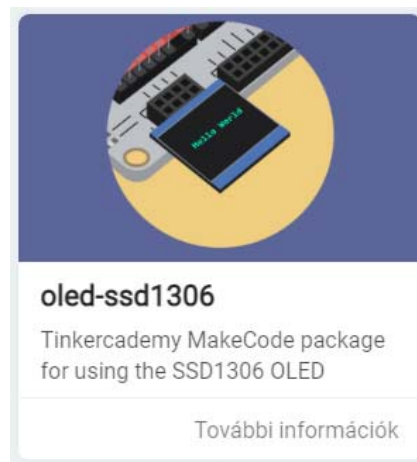 Hello World
oled-ssd1306
Tinkercademy MakeCode package
for using the SSD1306 OLED
További információk